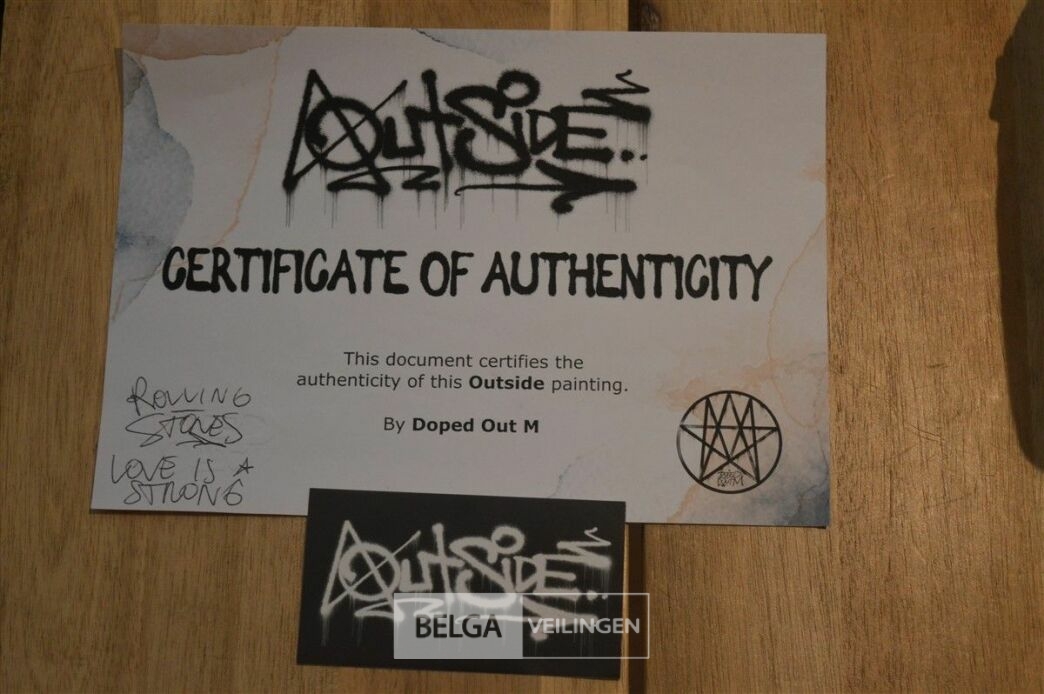 OutSiDE..
CERTIFICATE OF AUTHENTICITY
This document certifies the
authenticity of this Outside painting.
By Doped Out M
ROLLING
STONES
LOVE IS
STRONG
OutSiDE..
BELGA VEILINGEN